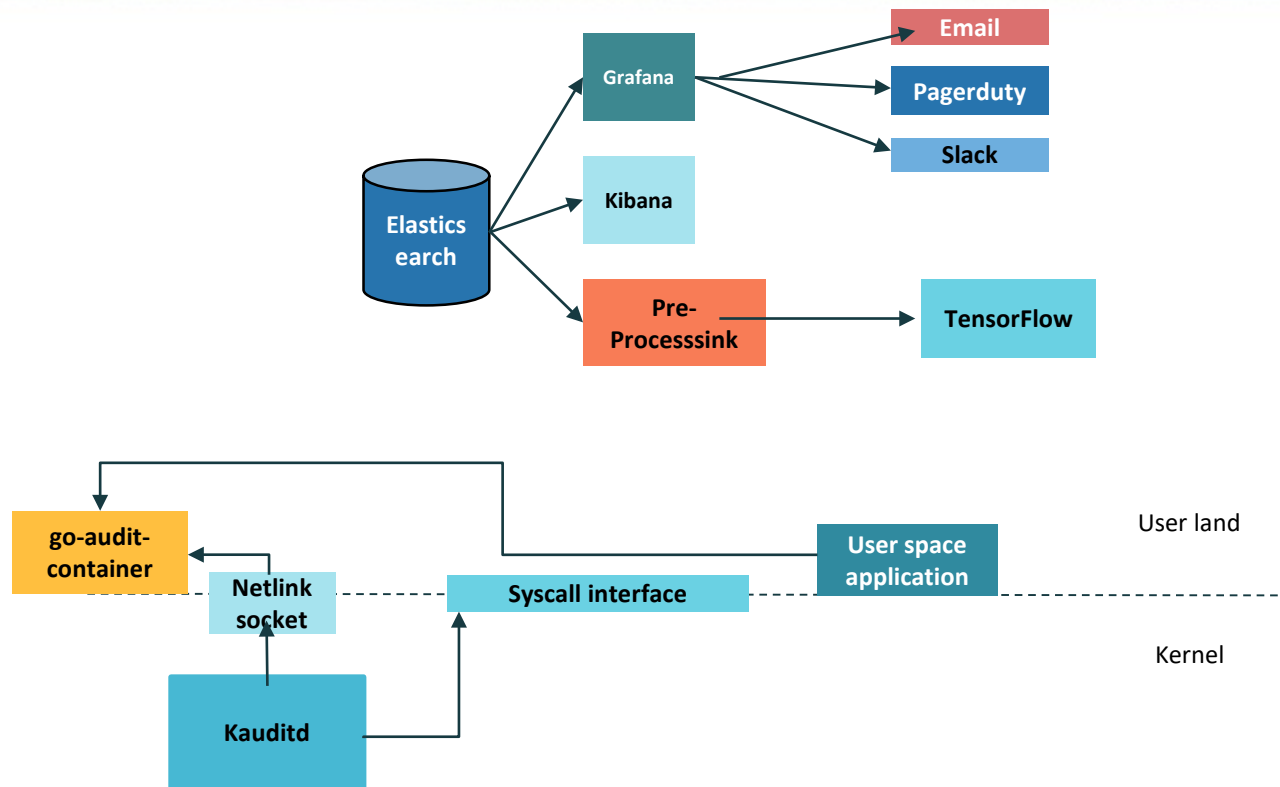 Email
Grafana
Pagerduty
Slack
Kibana
Elastics
earch
Pre-
Processsink
TensorFlow
go-audit-
container
User space
application
User land
Netlink
socket
Syscall interface
Kernel
Kauditd